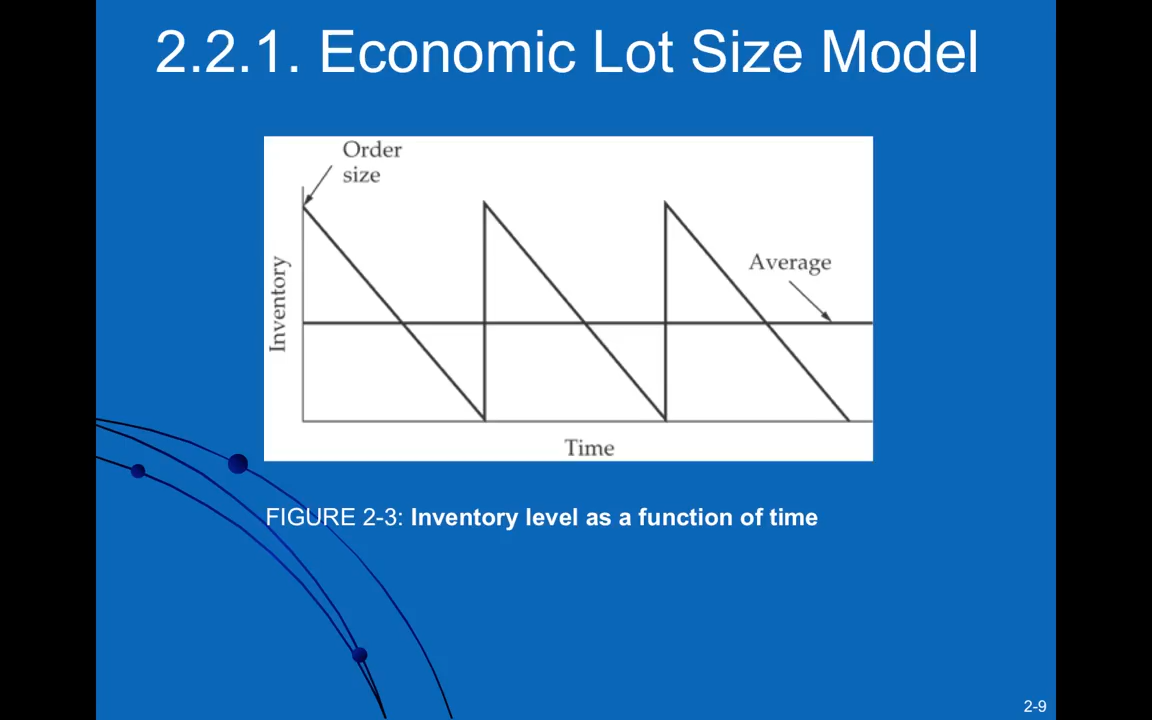 2.2.1. Economic Lot Size Model
Order
size
Average
Inventory
Time
FIGURE 2-3: Inventory level as a function of time
2-9